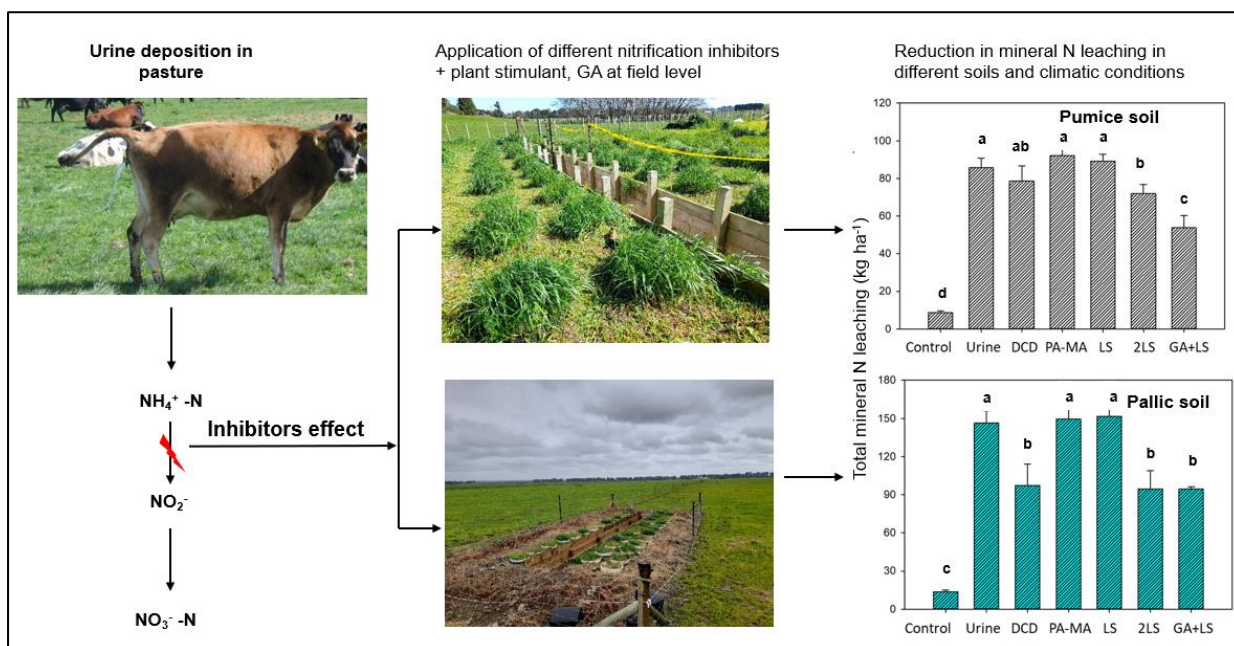 Urine deposition in
pasture
NH₄⁺ -N
Inhibitors effect
NO₂⁻
NO₃⁻ -N
Application of different nitrification inhibitors
+ plant stimulant, GA at field level
Reduction in mineral N leaching in
different soils and climatic conditions
Total mineral N leaching (kg ha⁻¹)
Pumice soil
120
100
80
60
40
20
0
d
a
ab
a
a
b
c
Control Urine DCD PA-MA LS 2LS GA+LS
Pallic soil
180
150
120
90
60
30
0
c
a
b
a
a
b
b
Control Urine DCD PA-MA LS 2LS GA+LS